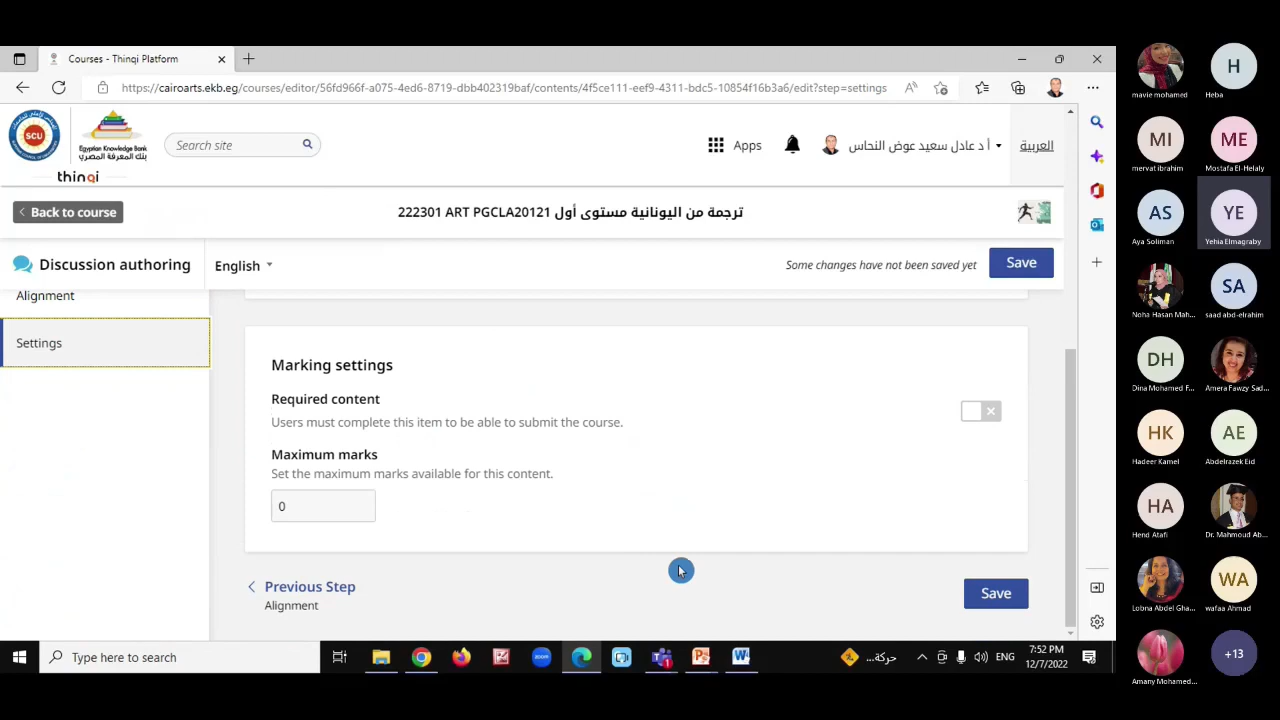 Courses - Thinqi Platform
https://cairoarts.ekb.eg/courses/editor/56fd966f-a075-4ed6-8719-dbb402319baf/contents/4f5ce111-eef9-4311-bdc5-10854f16b3a6/edit?step=settings
SCU
Egyptian Knowledge Bank
بنك المعرفة المصري
thinqi
Search site
Apps
أ د عادل سعيد عوض النحاس
العربية
Back to course
222301 ART PGCLA20121 ترجمة من اليونانية مستوى أول
Discussion authoring
English
Some changes have not been saved yet
Save
Alignment
Settings
Marking settings
Required content
Users must complete this item to be able to submit the course.
Maximum marks
Set the maximum marks available for this content.
0
Previous Step
Alignment
Save
Type here to search
zoom
حركة...
ENG
7:52 PM
12/7/2022
mavie mohamed
H
Heba
MI
mervat ibrahim
ME
Mostafa El-Helaly
AS
Aya Soliman
YE
Yehia Elmagraby
Noha Hasan Mah...
SA
saad abd-elrahim
DH
Dina Mohamed F...
Amera Fawzy Sad...
HK
Hadeer Kamel
AE
Abdelrazek Eid
HA
Hend Atafi
Dr. Mahmoud Ab...
Lobna Abdel Gha...
WA
wafaa Ahmad
Amany Mohamed...
+13